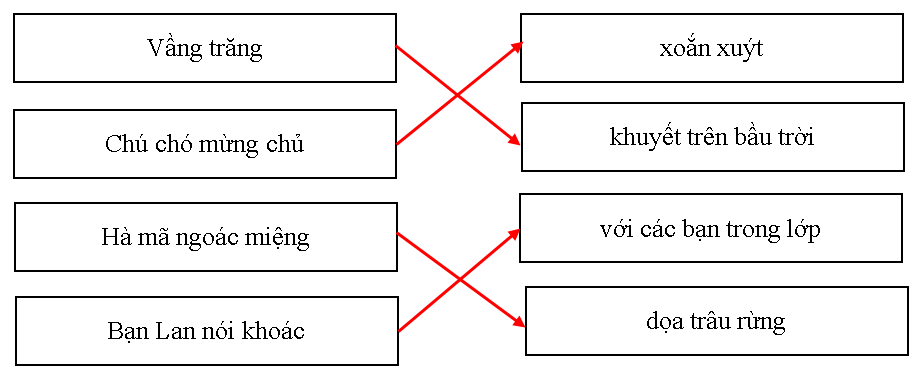 Vầng trăng
xoắn xuýt
Chú chó mừng chủ
khuyết trên bầu trời
Hà mã ngoác miệng
với các bạn trong lớp
Bạn Lan nói khoác
dọa trâu rừng